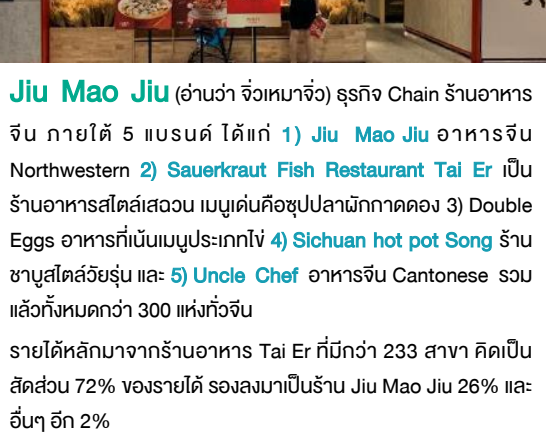 Jiu Mao Jiu (อ่านว่า จิ่วเหมาจิ่ว) ธุรกิจ Chain ร้านอาหาร
จีน ภายใต้ 5 แบรนด์ ได้แก่ 1) Jiu Mao Jiu อาหารจีน
Northwestern 2) Sauerkraut Fish Restaurant Tai Er เป็น
ร้านอาหารสไตล์เสฉวน เมนูเด่นคือซุปปลาผักกาดดอง 3) Double
Eggs อาหารที่เน้นเมนูประเภทไข่ 4) Sichuan hot pot Song ร้าน
ชาบูสไตล์วัยรุ่น และ 5) Uncle Chef อาหารจีน Cantonese รวม
แล้วทั้งหมดกว่า 300 แห่งทั่วจีน
รายได้หลักมาจากร้านอาหาร Tai Er ที่มีกว่า 233 สาขา คิดเป็น
สัดส่วน 72% ของรายได้ รองลงมาเป็นร้าน Jiu Mao Jiu 26% และ
อื่นๆ อีก 2%